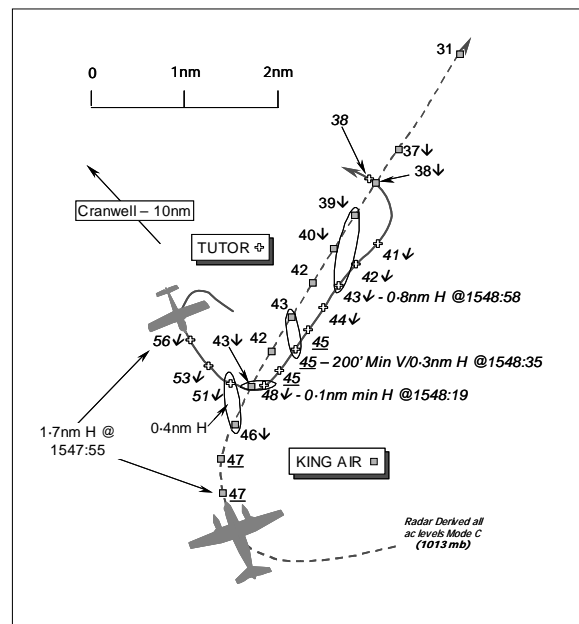 31
0 1nm 2nm
38
37↓
38↓
39↓
Cranwell – 10nm
40↓
TUTOR
41↓
42
42↓
43↓ - 0·8nm H @1548:58
43
44↓
56↓
43↓
42
45
45 – 200' Min V/0·3nm H @1548:35
53↓
45
51↓
48↓ - 0·1nm min H @1548:19
1·7nm H @
1547:55
0·4nm H
46↓
47
KING AIR
47
Radar Derived all
ac levels Mode C
(1013 mb)